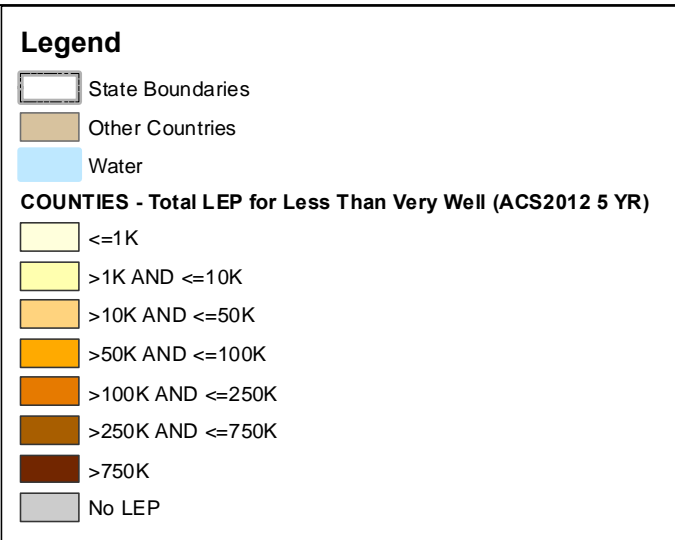 Legend
State Boundaries
Other Countries
Water
COUNTIES - Total LEP for Less Than Very Well (ACS2012 5 YR)
<=1K
>1K AND <=10K
>10K AND <=50K
>50K AND <=100K
>100K AND <=250K
>250K AND <=750K
>750K
No LEP